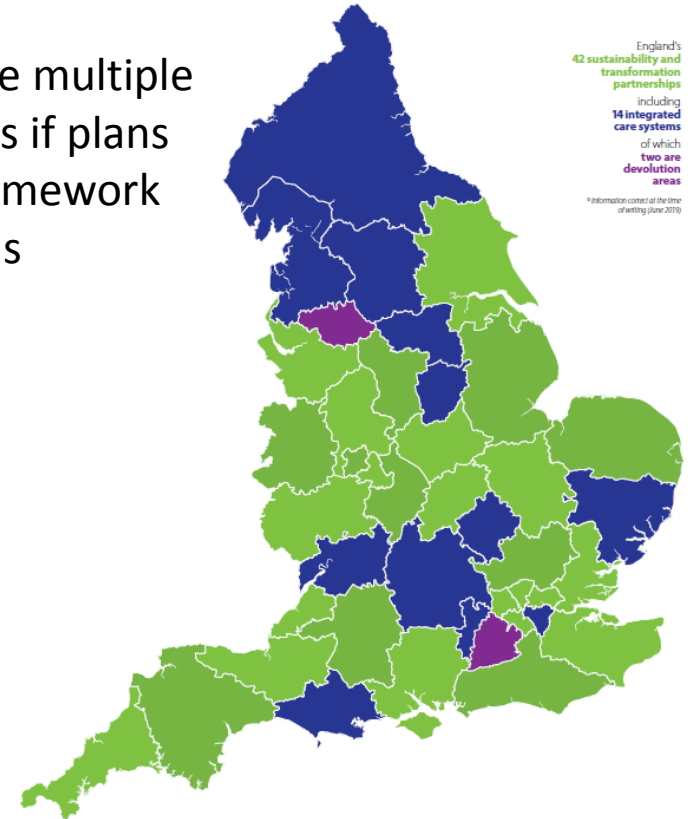 e multiple
s if plans
mework
s
England's
42 sustainability and
transformation
partnerships
including
14 integrated
care systems
of which
two are
devolution
areas
º Information correct at the time
of writing (June 2019)